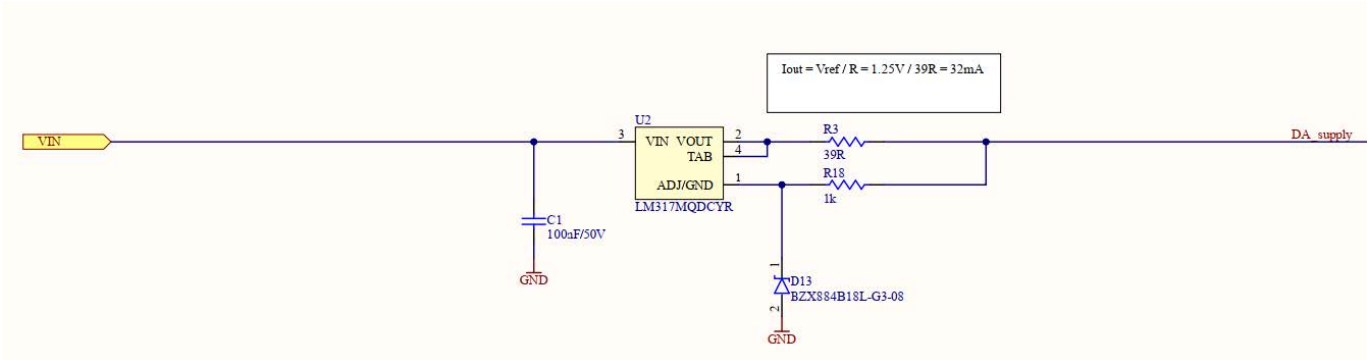 Iout = Vref / R = 1.25V / 39R = 32mA
U2
VIN
3
VIN VOUT
2
R3
DA_supply
TAB
4
39R
ADJ/GND
1
R18
LM317MQDCYR
1k
C1
100nF/50V
GND
1
D13
BZX884B18L-G3-08
2
GND